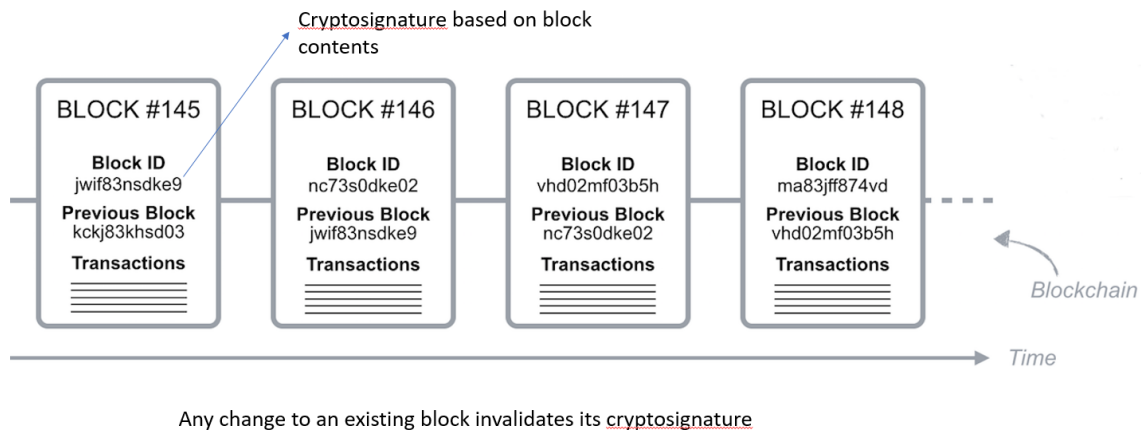 Cryptosignature based on block
contents
BLOCK #145
Block ID
jwif83nsdke9
Previous Block
kckj83khsd03
Transactions
BLOCK #146
Block ID
nc73s0dke02
Previous Block
jwif83nsdke9
Transactions
BLOCK #147
Block ID
vhd02mf03b5h
Previous Block
nc73s0dke02
Transactions
BLOCK #148
Block ID
ma83jff874vd
Previous Block
vhd02mf03b5h
Transactions
Blockchain
Time
Any change to an existing block invalidates its cryptosignature